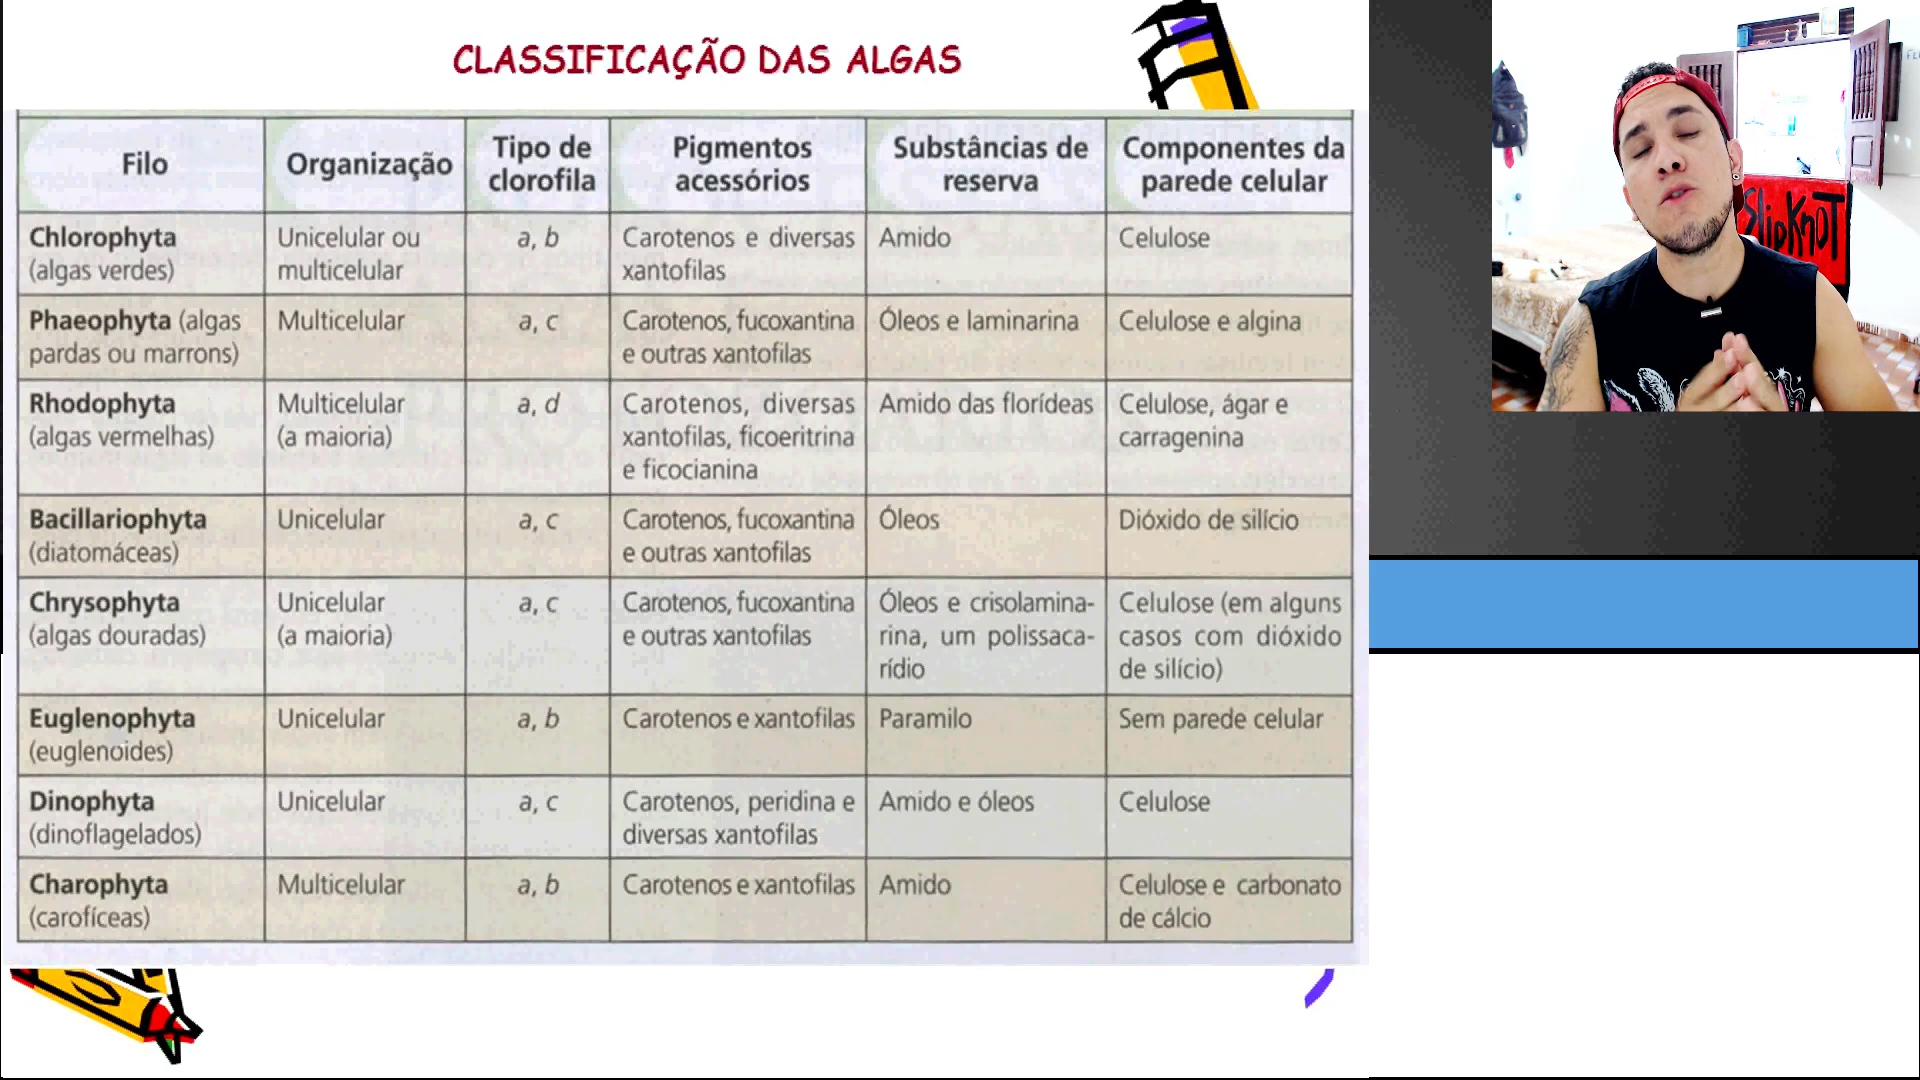 CLASSIFICAÇÃO DAS ALGAS
Filo
Organização
Tipo de
clorofila
Pigmentos
acessórios
Substâncias de
reserva
Componentes da
parede celular
Chlorophyta
(algas verdes)
Unicelular ou
multicelular
a, b
Carotenos e diversas
xantofilas
Amido
Celulose
Phaeophyta (algas
pardas ou marrons)
Multicelular
a, c
Carotenos, fucoxantina
e outras xantofilas
Óleos e laminarina
Celulose e algina
Rhodophyta
(algas vermelhas)
Multicelular
(a maioria)
a, d
Carotenos, diversas
xantofilas, ficoeritrina
e ficocianina
Amido das florídeas
Celulose, ágar e
carragenina
Bacillariophyta
(diatomáceas)
Unicelular
a, c
Carotenos, fucoxantina
e outras xantofilas
Óleos
Dióxido de silício
Chrysophyta
(algas douradas)
Unicelular
(a maioria)
a, c
Carotenos, fucoxantina
e outras xantofilas
Óleos e crisolamina-
rina, um polissaca-
rídio
Celulose (em alguns
casos com dióxido
de silício)
Euglenophyta
(euglenoides)
Unicelular
a, b
Carotenos e xantofilas
Paramilo
Sem parede celular
Dinophyta
(dinoflagelados)
Unicelular
a, c
Carotenos, peridina e
diversas xantofilas
Amido e óleos
Celulose
Charophyta
(carofíceas)
Multicelular
a, b
Carotenos e xantofilas
Amido
Celulose e carbonato
de cálcio
SlipKnoT